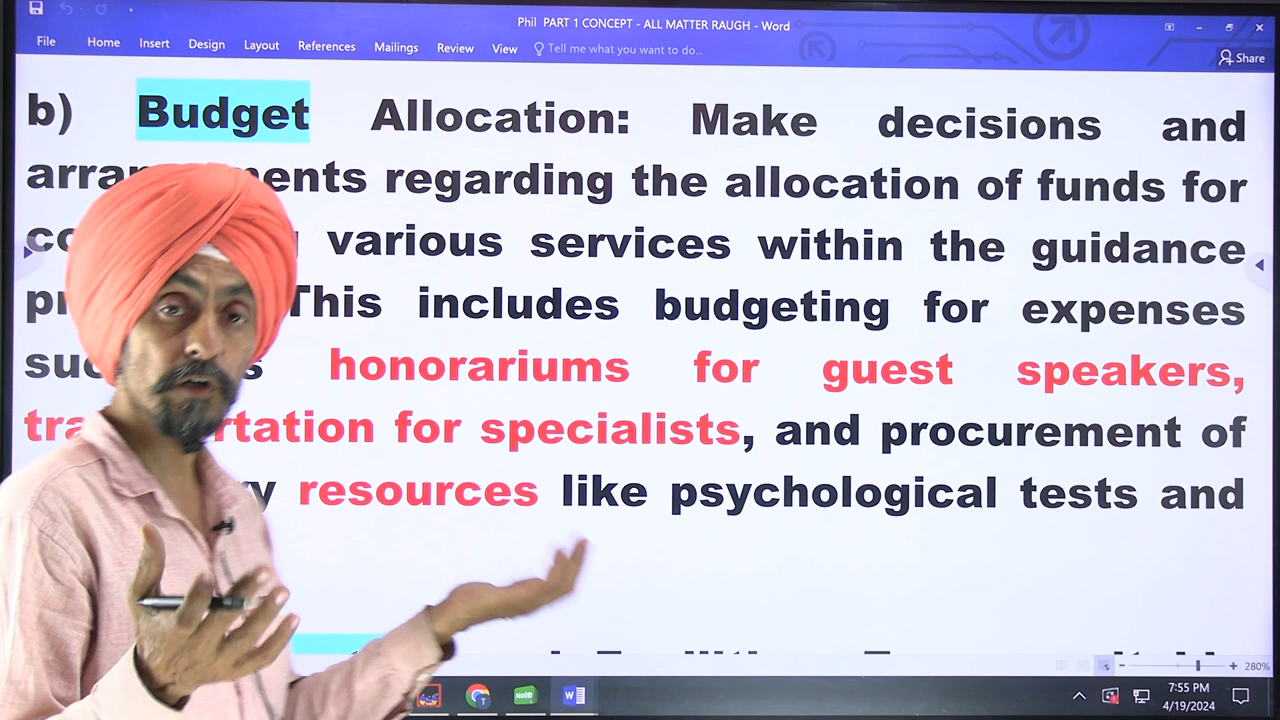 Phil PART 1 CONCEPT - ALL MATTER RAUGH - Word
File Home Insert Design Layout References Mailings Review View Tell me what you want to do... Share
b) Budget Allocation: Make decisions and
regarding the allocation of funds for
various services within the guidance
This includes budgeting for expenses
honorariums for guest speakers,
for specialists, and procurement of
resources like psychological tests and
280%
Note
7:55 PM
4/19/2024